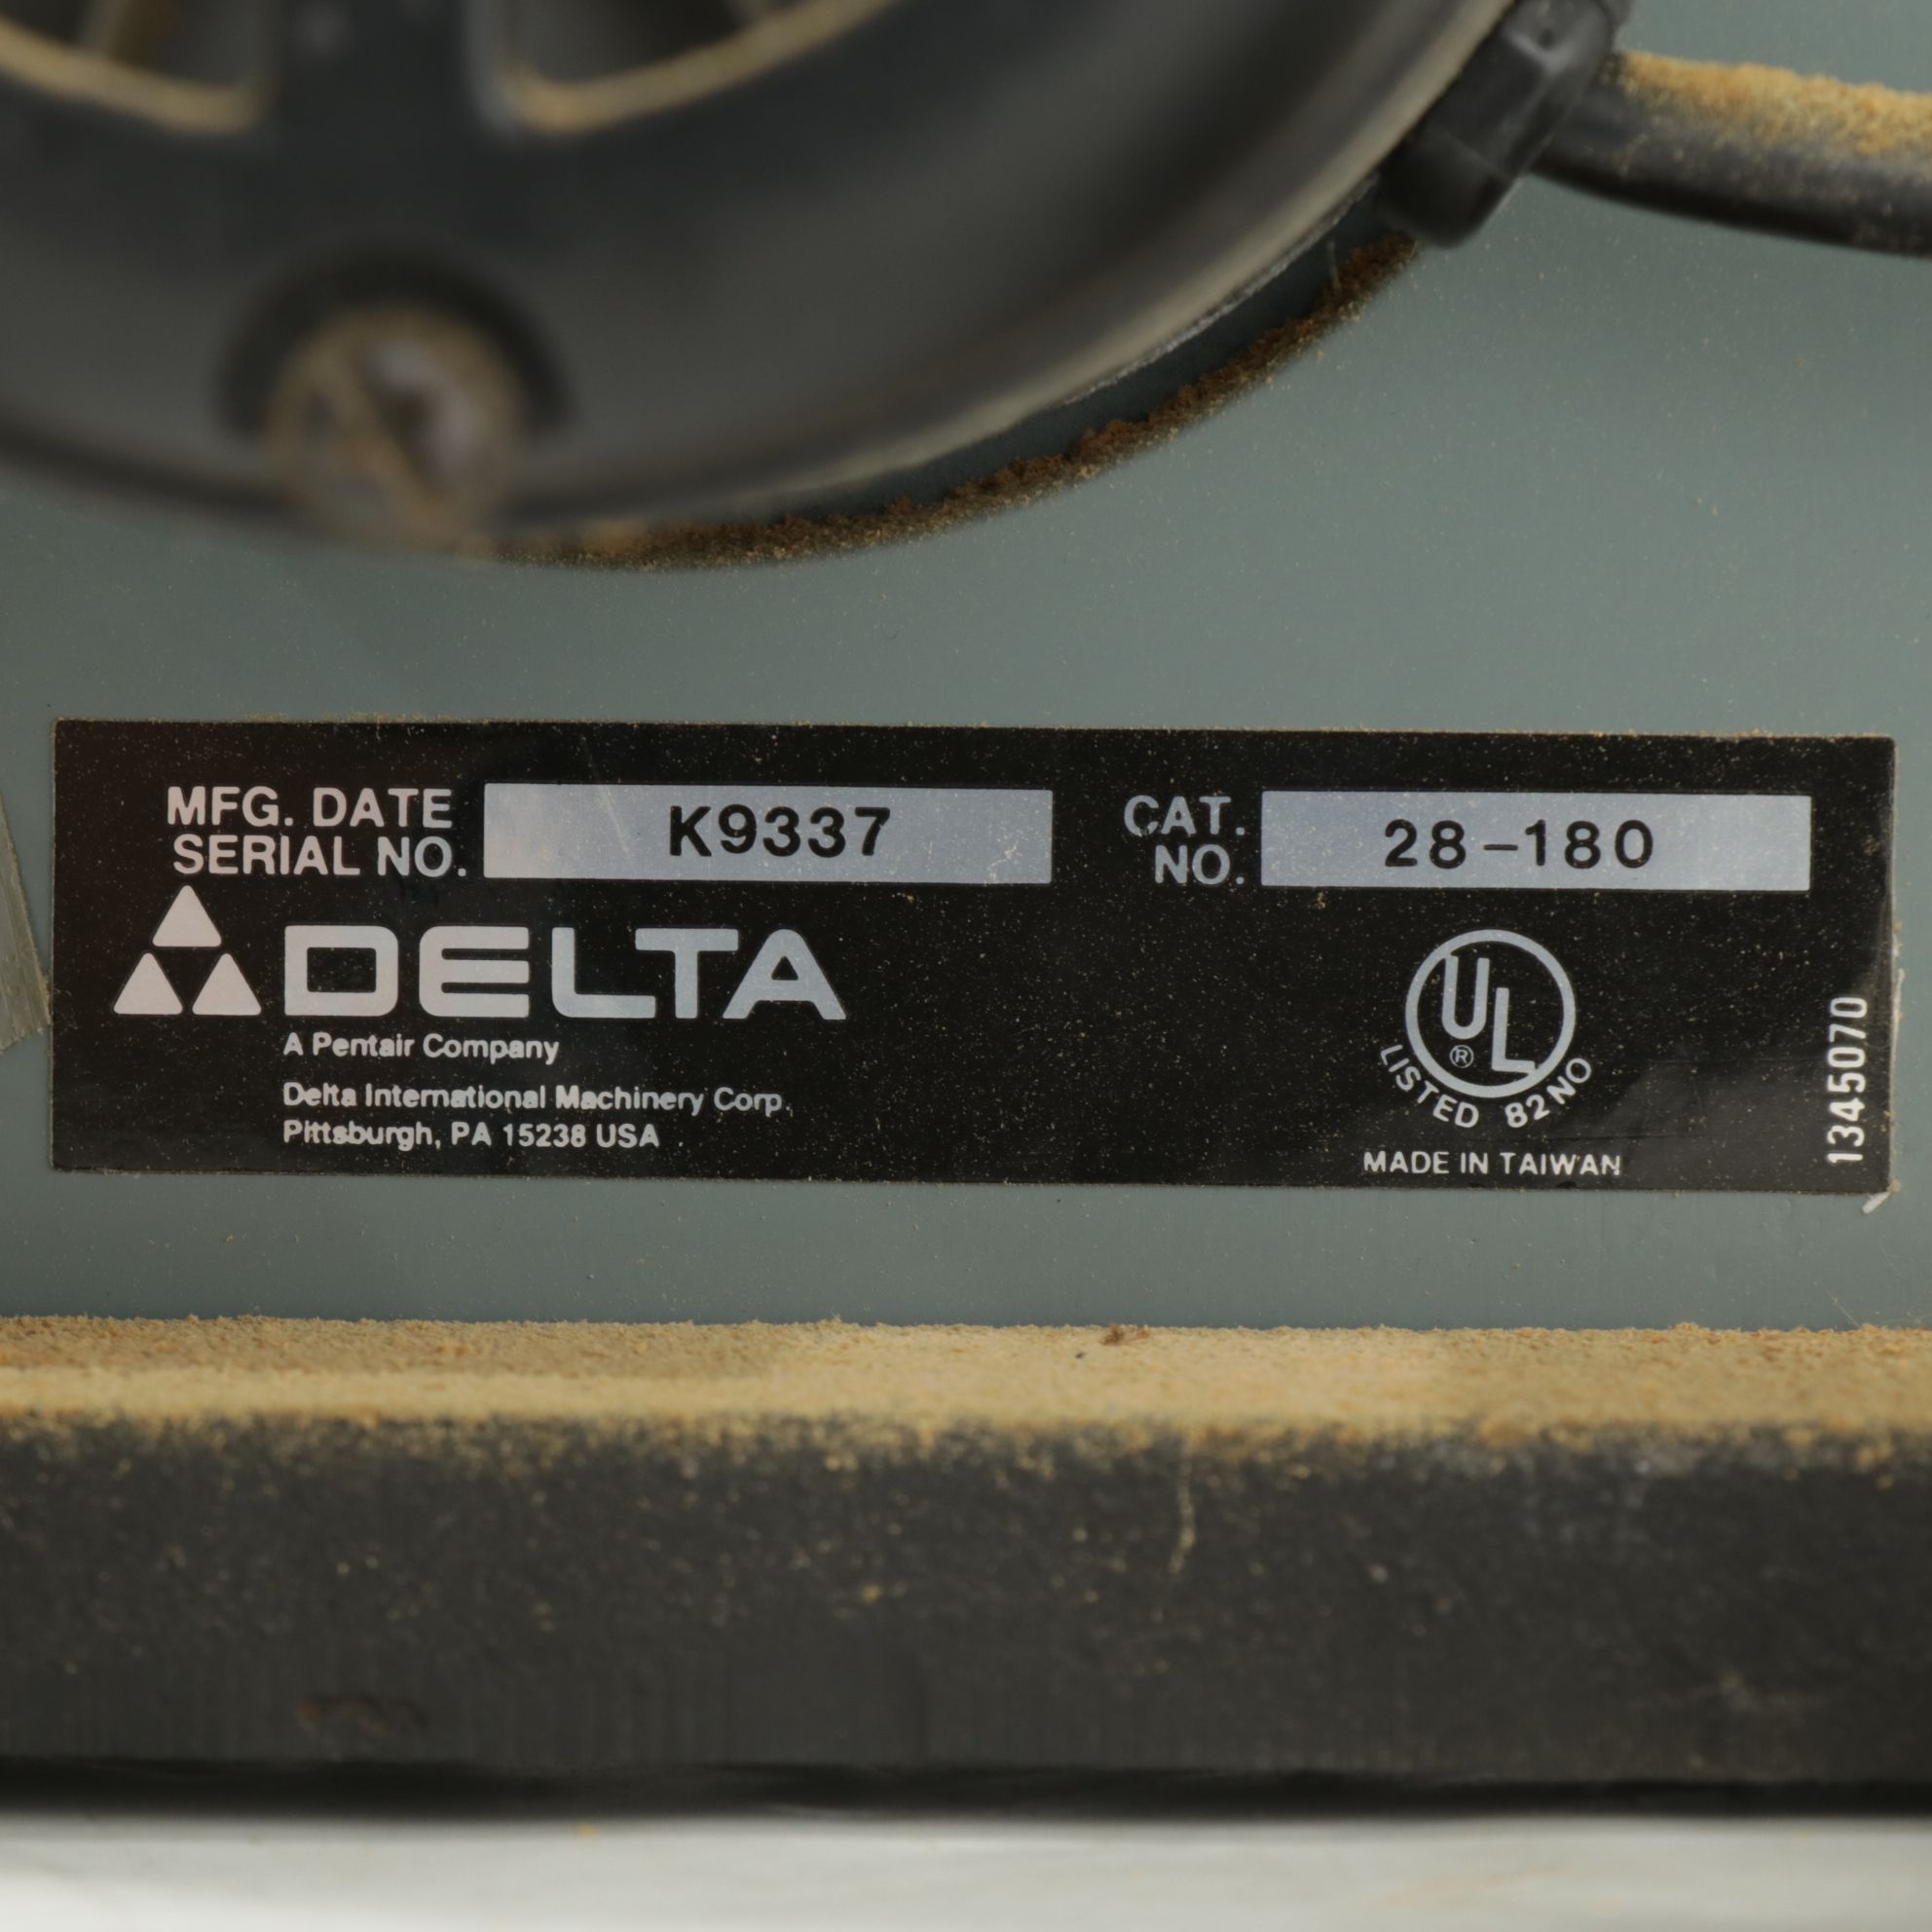 MFG. DATE
SERIAL NO.
K9337
CAT.
NO.
28-180
DELTA
A Pentair Company
Delta International Machinery Corp.
Pittsburgh, PA 15238 USA
UL
®
LISTED 82NO
MADE IN TAIWAN
1345070